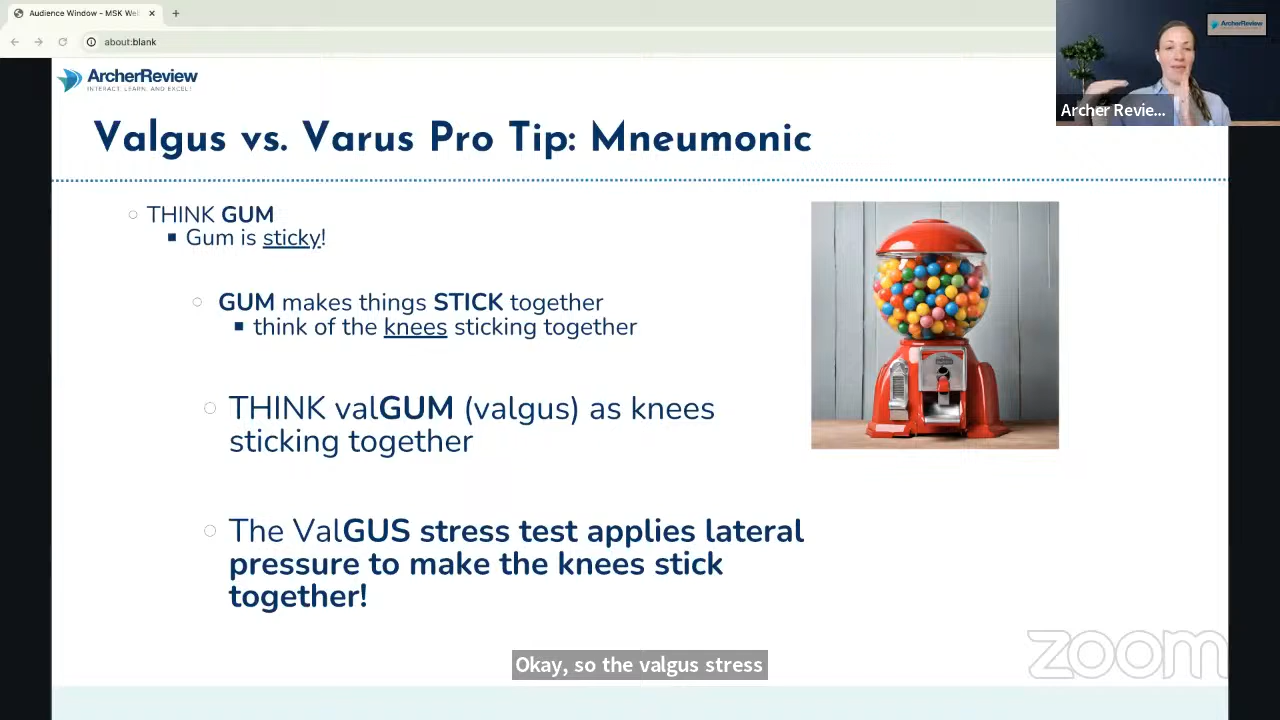 Audience Window - MSK We
about:blank
ArcherReview
INTERACT, LEARN, AND EXCEL!
ArcherReview
Archer Revie...
Valgus vs. Varus Pro Tip: Mneumonic
THINK GUM
Gum is sticky!
GUM makes things STICK together
think of the knees sticking together
THINK valGUM (valgus) as knees
sticking together
The ValGUS stress test applies lateral
pressure to make the knees stick
together!
Okay, so the valgus stress
zoom